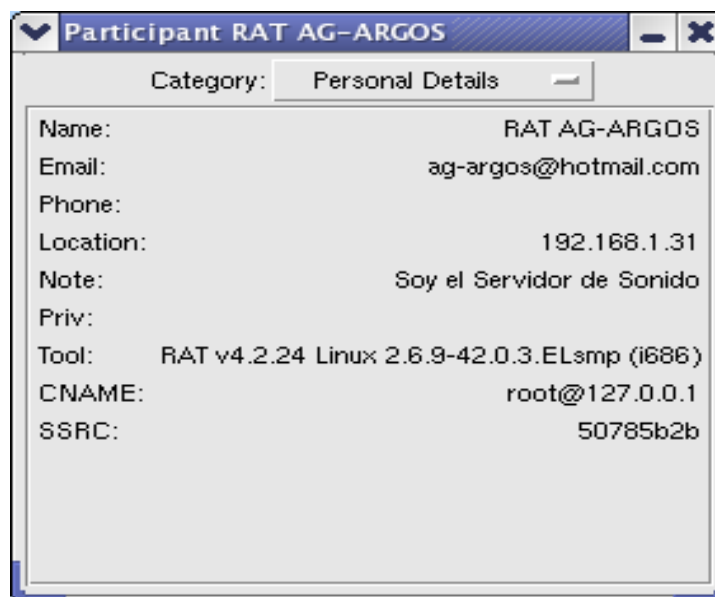 Participant RAT AG-ARGOS
Category: Personal Details
Name: RAT AG-ARGOS
Email: ag-argos@hotmail.com
Phone:
Location: 192.168.1.31
Note: Soy el Servidor de Sonido
Priv:
Tool: RAT v4.2.24 Linux 2.6.9-42.0.3.ELsmp (i686)
CNAME: root@127.0.0.1
SSRC: 50785b2b